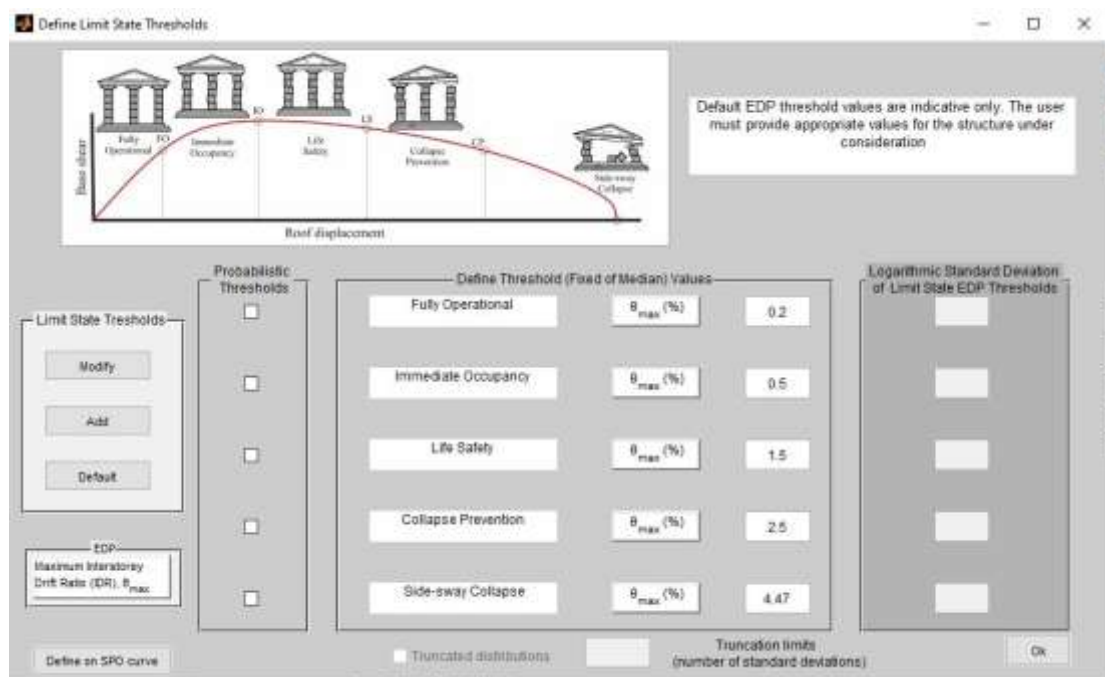 Define Limit State Thresholds
Base shear
Fully
Operational
FO
Immediate
Occupancy
IO
Life
Safety
LS
Collapse
Prevention
CP
Side-sway
Collapse
Roof displacement
Default EDP threshold values are indicative only. The user
must provide appropriate values for the structure under
consideration
Limit State Tresholds
Modify
Add
Default
EDP
Maximum Interstorey
Drift Ratio (IDR), θmax
Define on SPO curve
Probabilistic
Thresholds
Define Threshold (Fixed of Median) Values
Fully Operational θmax (%) 0.2
Immediate Occupancy θmax (%) 0.5
Life Safety θmax (%) 1.5
Collapse Prevention θmax (%) 2.5
Side-sway Collapse θmax (%) 4.47
Logarithmic Standard Deviation
of Limit State EDP Thresholds
Truncated distributions
Truncation limits
(number of standard deviations)
Ok